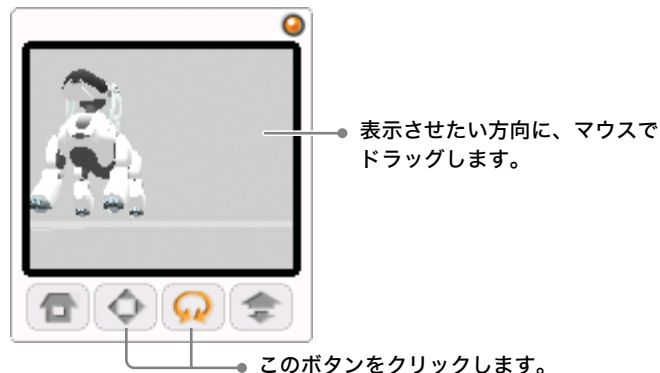 表示させたい方向に、マウスで
ドラッグします。
このボタンをクリックします。